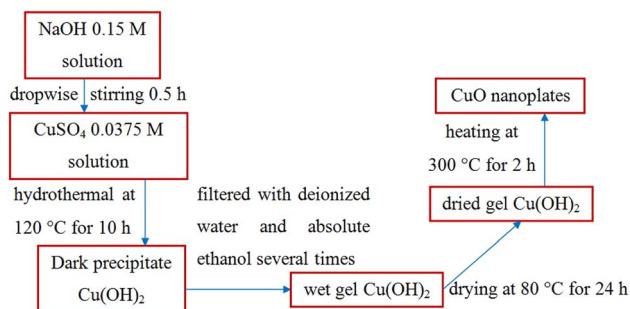 NaOH 0.15 M
solution
dropwise stirring 0.5 h
CuSO₄ 0.0375 M
solution
hydrothermal at
120 °C for 10 h
Dark precipitate
Cu(OH)₂
filtered with deionized
water and absolute
ethanol several times
wet gel Cu(OH)₂
drying at 80 °C for 24 h
dried gel Cu(OH)₂
heating at
300 °C for 2 h
CuO nanoplates